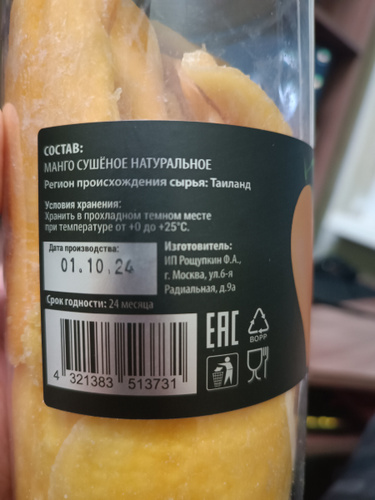 СОСТАВ:
МАНГО СУШЁНОЕ НАТУРАЛЬНОЕ
Регион происхождения сырья: Таиланд
Условия хранения:
Хранить в прохладном темном месте
при температуре от +0 до +25°С.
Дата производства:
01.10.24
Изготовитель:
ИП Рощупкин Ф.А.,
г. Москва, ул.6-я
Радиальная, д.9а
Срок годности: 24 месяца
4 321383 513731
EAC
BOPP